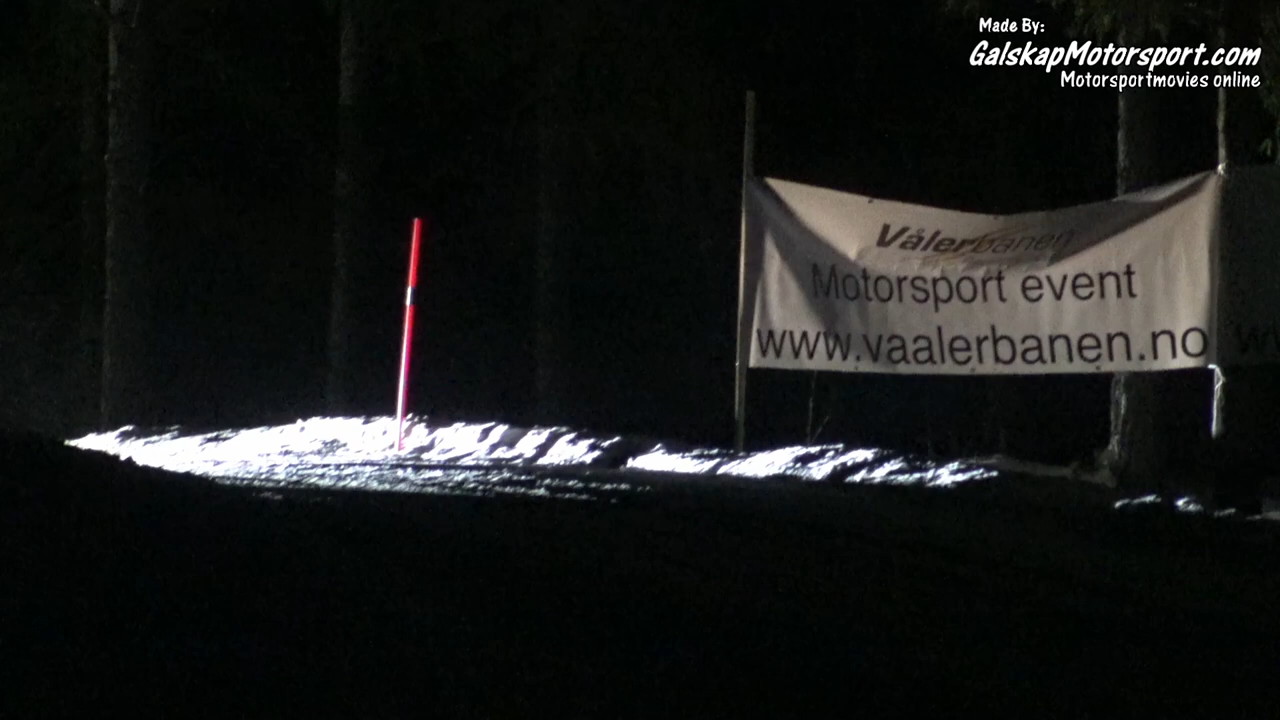 Made By:
GalskapMotorsport.com
Motorsportmovies online
Vålerbanen
Motorsport event
www.vaalerbanen.no